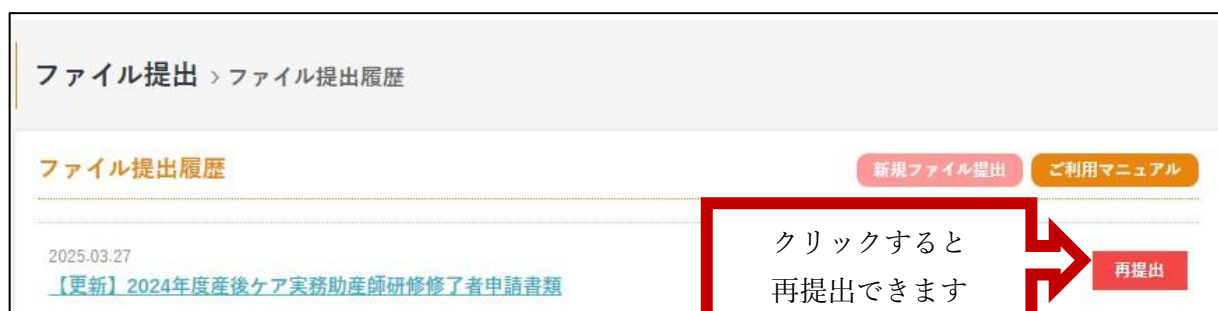 ファイル提出 › ファイル提出履歴
ファイル提出履歴
新規ファイル提出
ご利用マニュアル
2025.03.27
【更新】2024年度産後ケア実務助産師研修修了者申請書類
クリックすると
再提出できます
再提出